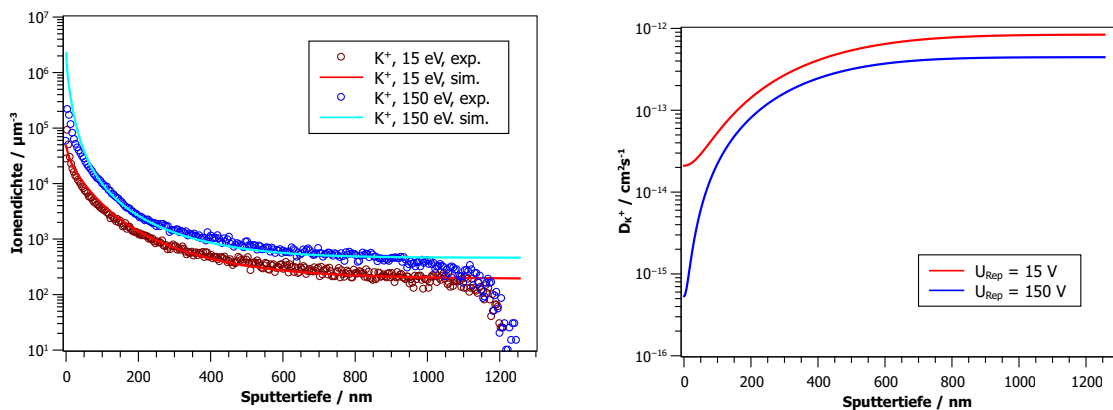 10⁷
10⁶
10⁵
10⁴
10³
10²
10¹
Ionendichte / µm⁻³
K⁺, 15 eV, exp.
K⁺, 15 eV, sim.
K⁺, 150 eV, exp.
K⁺, 150 eV. sim.
0 200 400 600 800 1000 1200
Sputtertiefe / nm
10⁻¹²
10⁻¹³
10⁻¹⁴
10⁻¹⁵
10⁻¹⁶
D_K⁺ / cm²s⁻¹
U_Rep = 15 V
U_Rep = 150 V
0 200 400 600 800 1000 1200
Sputtertiefe / nm